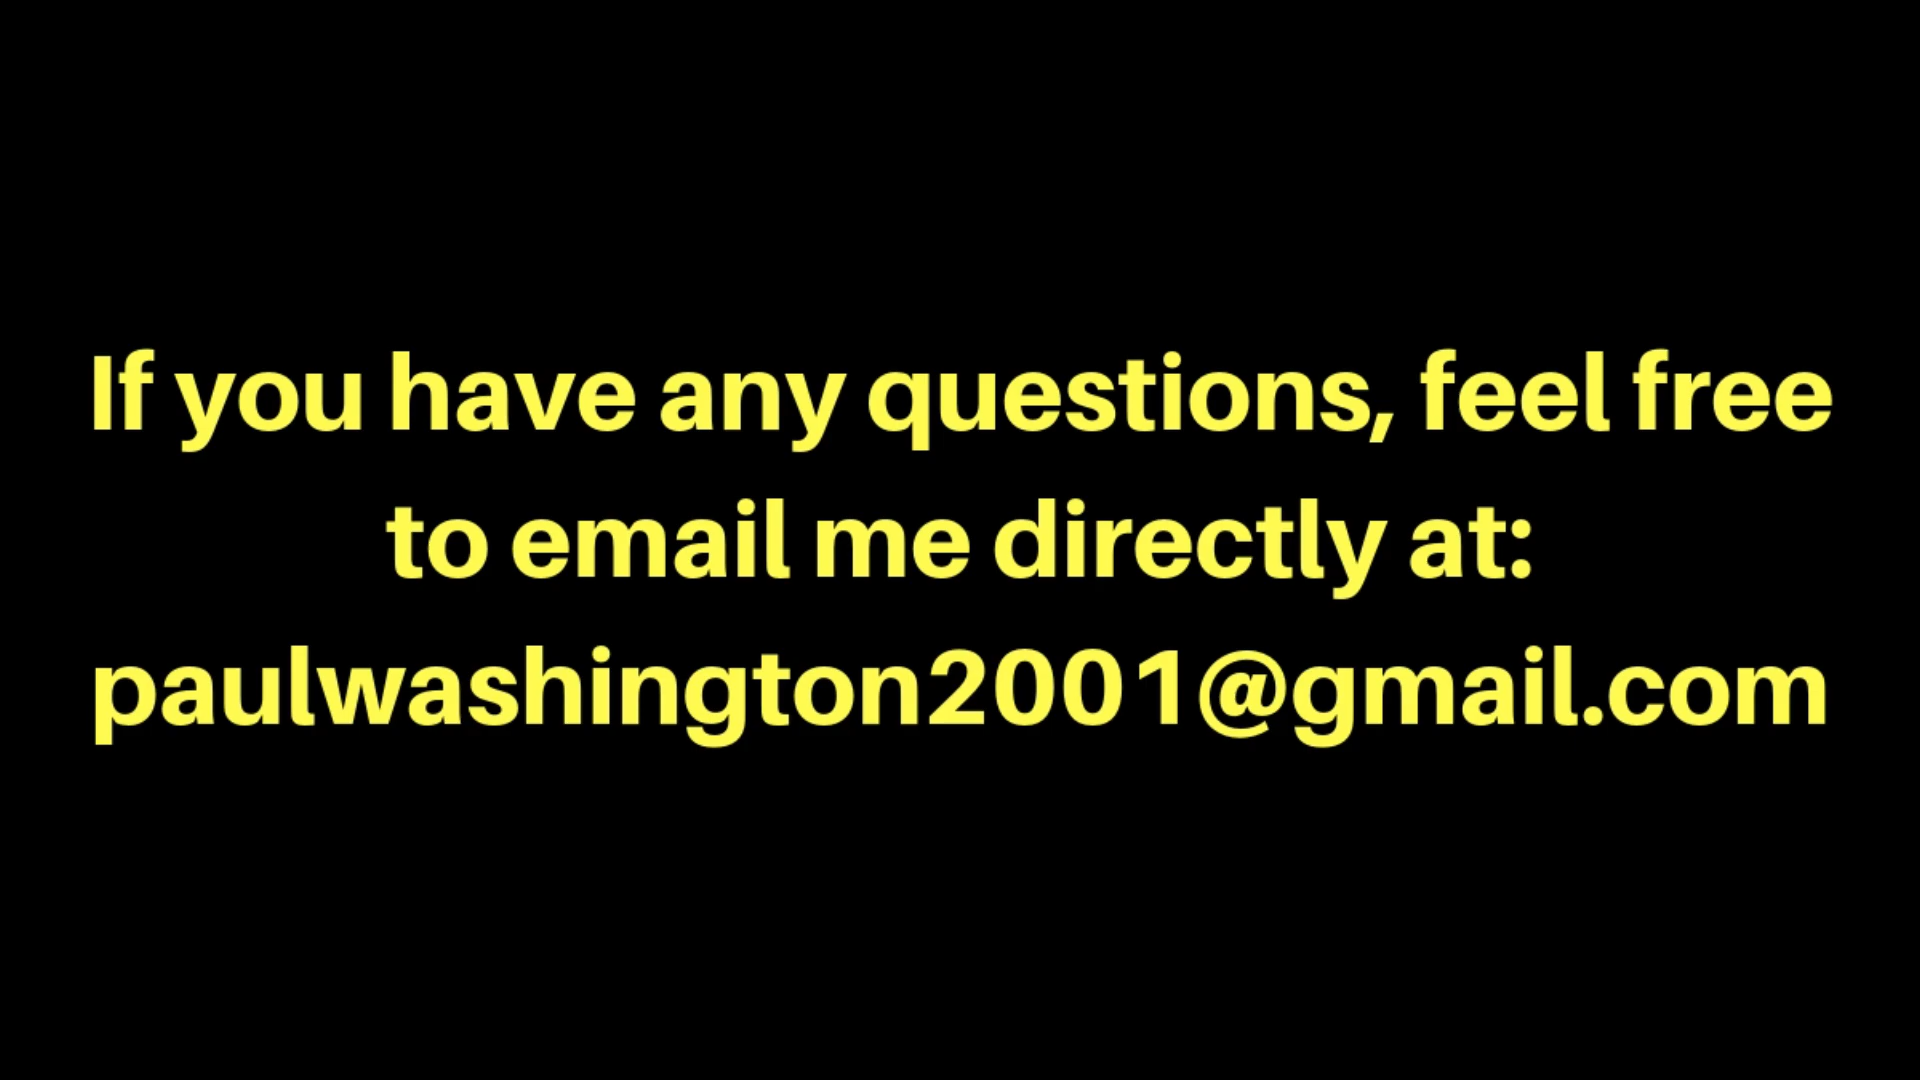 If you have any questions, feel free
to email me directly at:
paulwashington2001@gmail.com